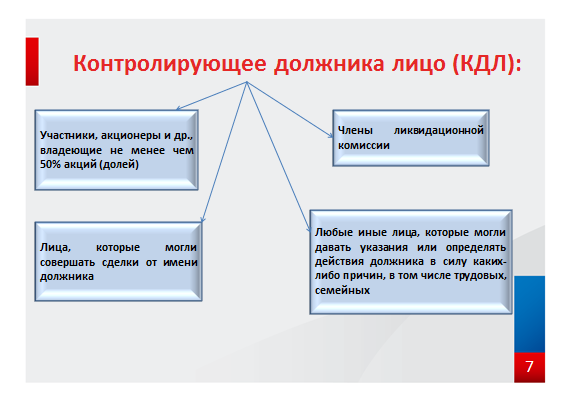 Контролирующее должника лицо (КДЛ):
Участники, акционеры и др.,
владеющие не менее чем
50% акций (долей)
Члены ликвидационной
комиссии
Лица, которые могли
совершать сделки от имени
должника
Любые иные лица, которые могли
давать указания или определять
действия должника в силу каких-
либо причин, в том числе трудовых,
семейных
7